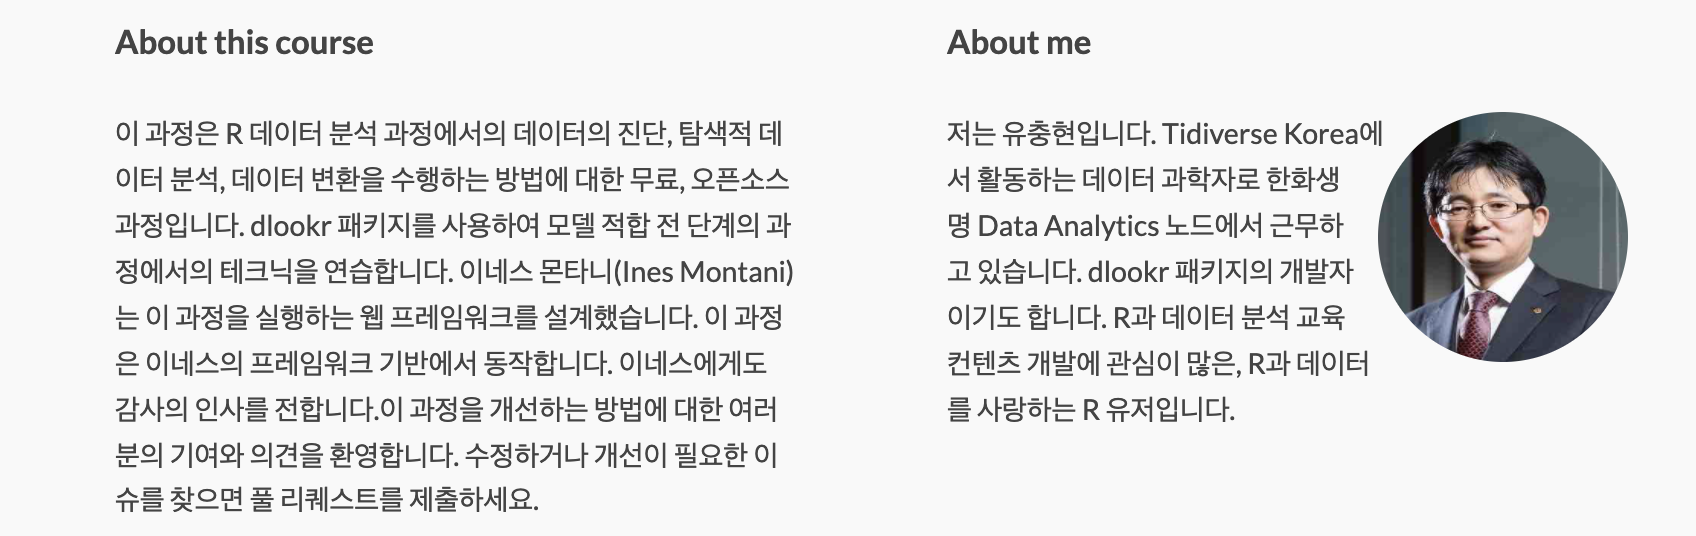 About this course
이 과정은 R 데이터 분석 과정에서의 데이터의 진단, 탐색적 데
이터 분석, 데이터 변환을 수행하는 방법에 대한 무료, 오픈소스
과정입니다. dlookr 패키지를 사용하여 모델 적합 전 단계의 과
정에서의 테크닉을 연습합니다. 이네스 몬타니(Ines Montani)
는 이 과정을 실행하는 웹 프레임워크를 설계했습니다. 이 과정
은 이네스의 프레임워크 기반에서 동작합니다. 이네스에게도
감사의 인사를 전합니다.이 과정을 개선하는 방법에 대한 여러
분의 기여와 의견을 환영합니다. 수정하거나 개선이 필요한 이
슈를 찾으면 풀 리퀘스트를 제출하세요.
About me
저는 유충현입니다. Tidiverse Korea에
서 활동하는 데이터 과학자로 한화생
명 Data Analytics 노드에서 근무하
고 있습니다. dlookr 패키지의 개발자
이기도 합니다. R과 데이터 분석 교육
컨텐츠 개발에 관심이 많은, R과 데이터
를 사랑하는 R 유저입니다.